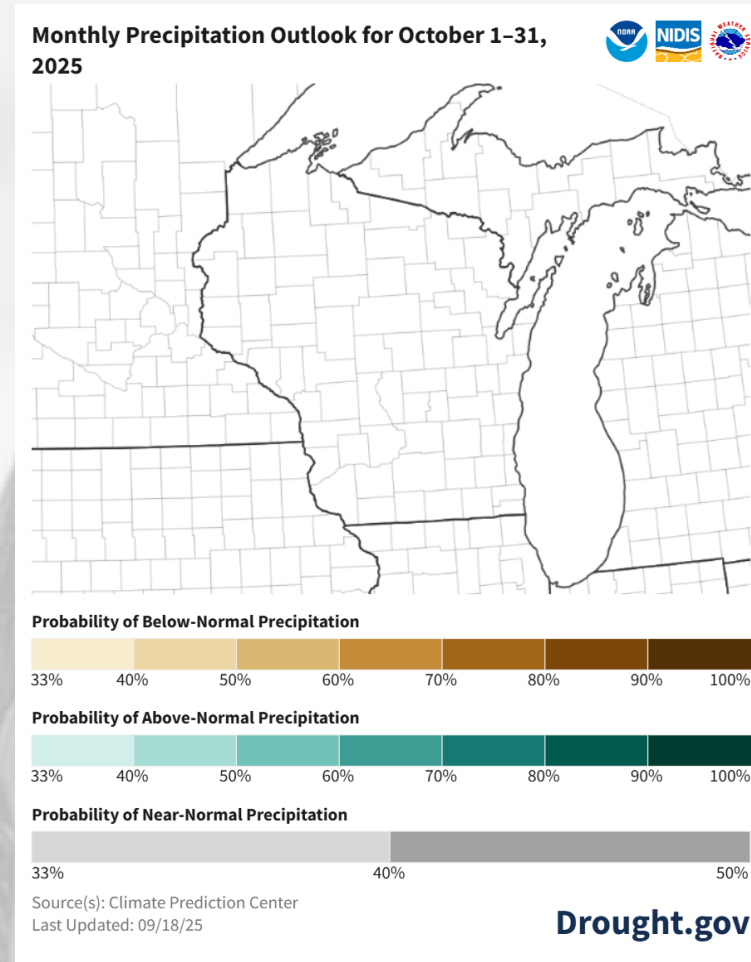 Monthly Precipitation Outlook for October 1–31,
2025
NOAA
NIDIS
Probability of Below-Normal Precipitation
33% 40% 50% 60% 70% 80% 90% 100%
Probability of Above-Normal Precipitation
33% 40% 50% 60% 70% 80% 90% 100%
Probability of Near-Normal Precipitation
33% 40% 50%
Source(s): Climate Prediction Center
Last Updated: 09/18/25
Drought.gov